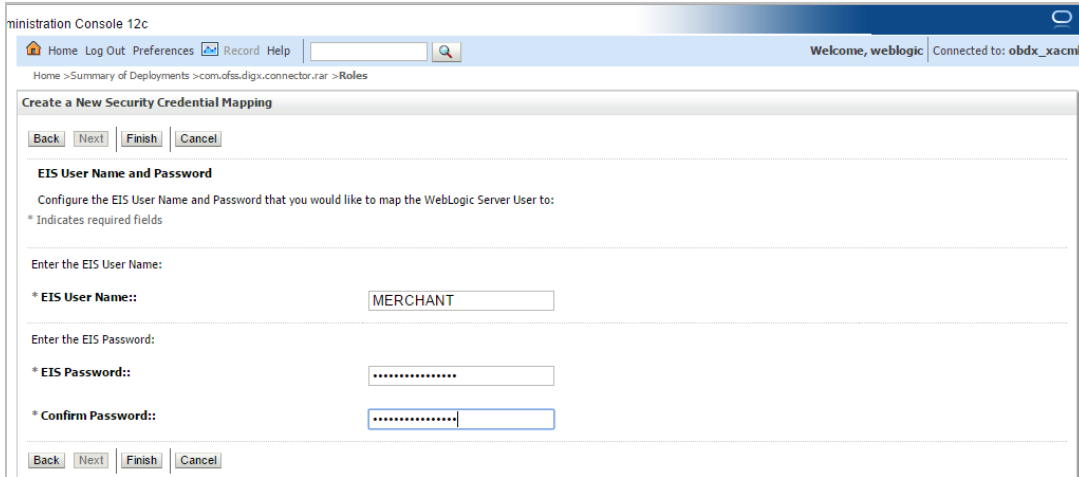 ministration Console 12c
Home Log Out Preferences Record Help Welcome, weblogic Connected to: obdx_xacml
Home >Summary of Deployments >com.ofss.digx.connector.rar >Roles
Create a New Security Credential Mapping
Back Next Finish Cancel
EIS User Name and Password
Configure the EIS User Name and Password that you would like to map the WebLogic Server User to:
* Indicates required fields
Enter the EIS User Name:
* EIS User Name:: MERCHANT
Enter the EIS Password:
* EIS Password:: ••••••••••••••••
* Confirm Password:: ••••••••••••••••
Back Next Finish Cancel